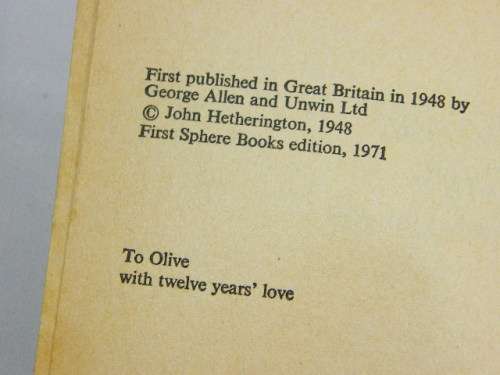 First published in Great Britain in 1948 by
George Allen and Unwin Ltd
© John Hetherington, 1948
First Sphere Books edition, 1971
To Olive
with twelve years' love